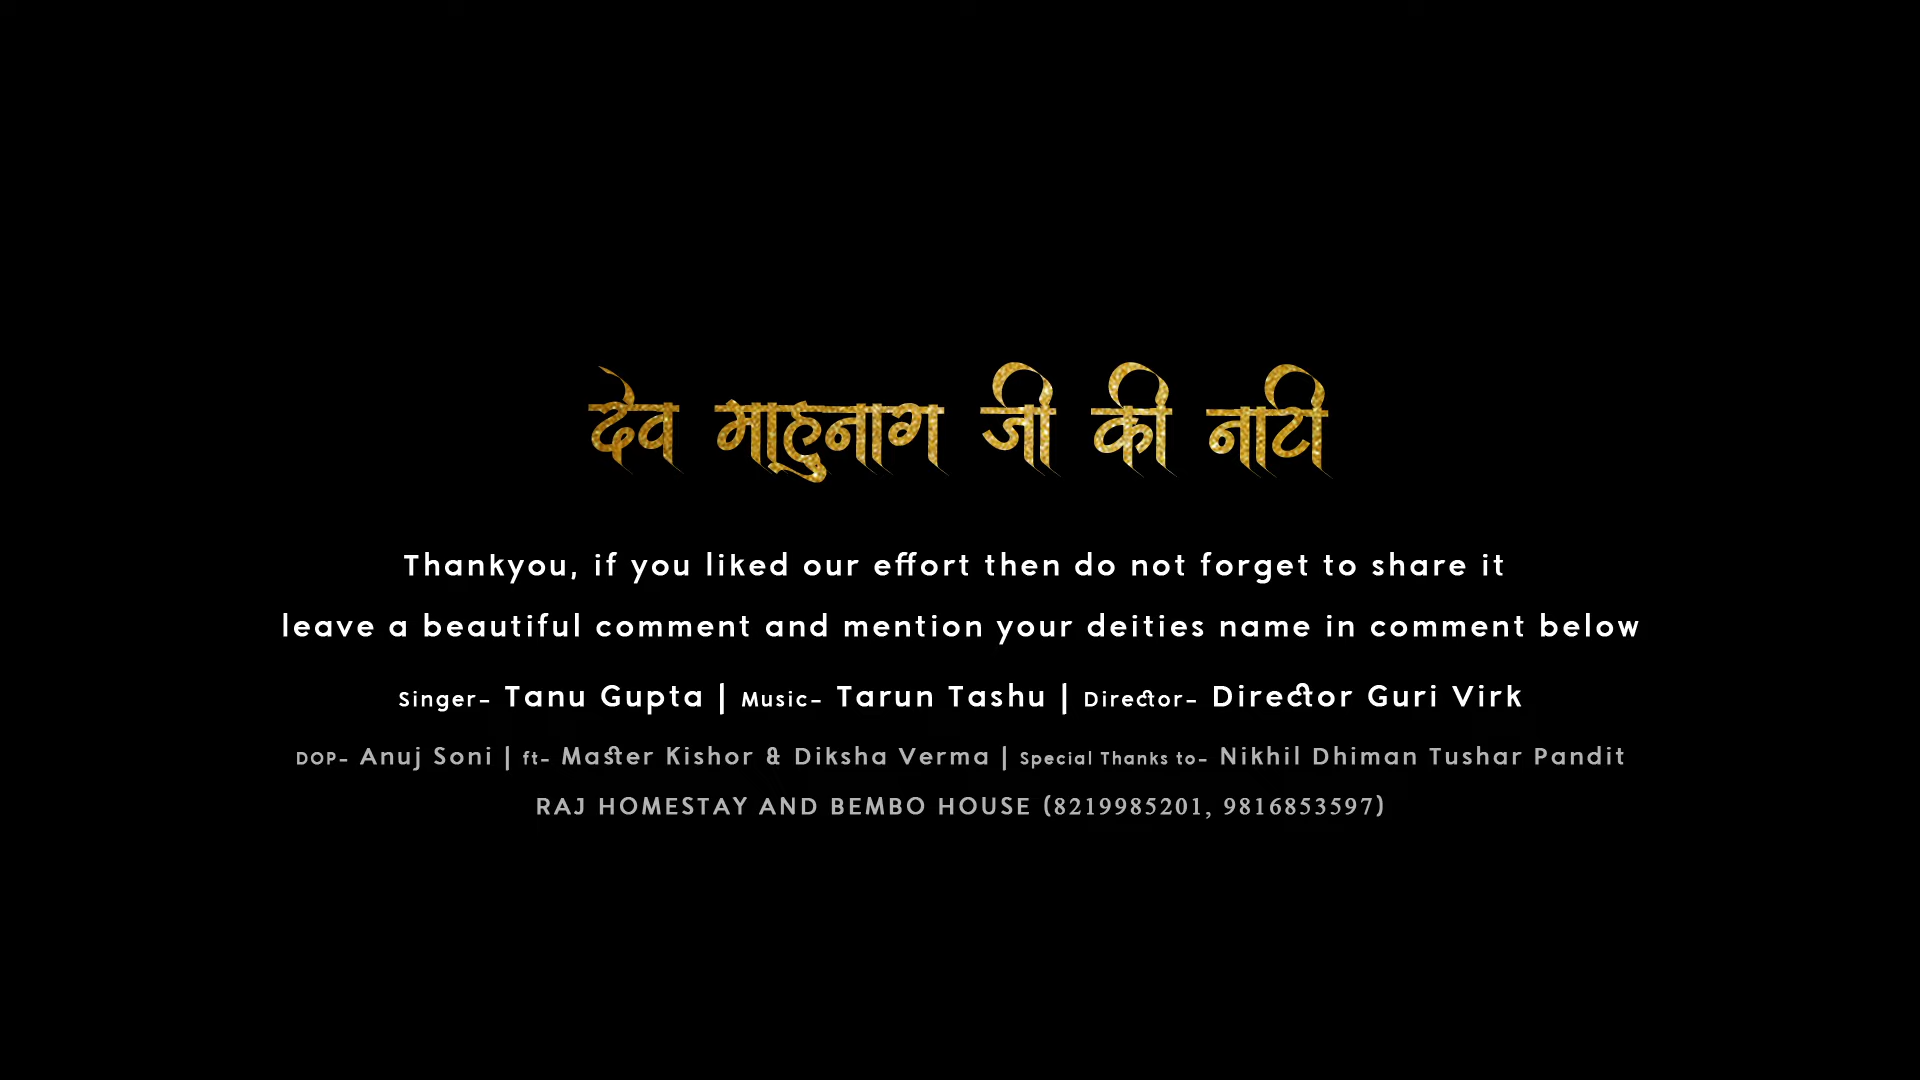 देव माहुनाग जी की नाटी
Thankyou, if you liked our effort then do not forget to share it
leave a beautiful comment and mention your deities name in comment below
Singer- Tanu Gupta | Music- Tarun Tashu | Director- Director Guri Virk
DOP- Anuj Soni | ft- Master Kishor & Diksha Verma | Special Thanks to- Nikhil Dhiman Tushar Pandit
RAJ HOMESTAY AND BEMBO HOUSE (8219985201, 9816853597)